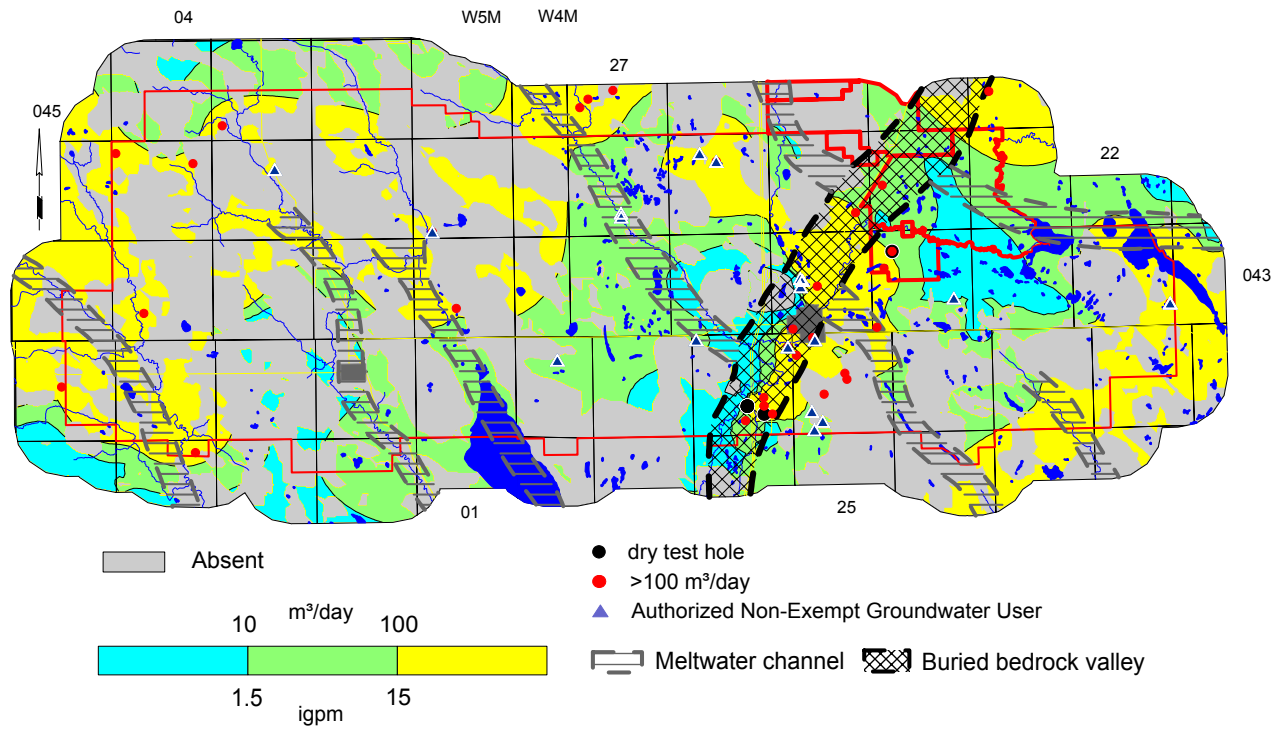 04
W5M W4M
27
045
22
043
01
25
Absent
dry test hole
>100 m³/day
Authorized Non-Exempt Groundwater User
10 m³/day 100
1.5 15
igpm
Meltwater channel
Buried bedrock valley